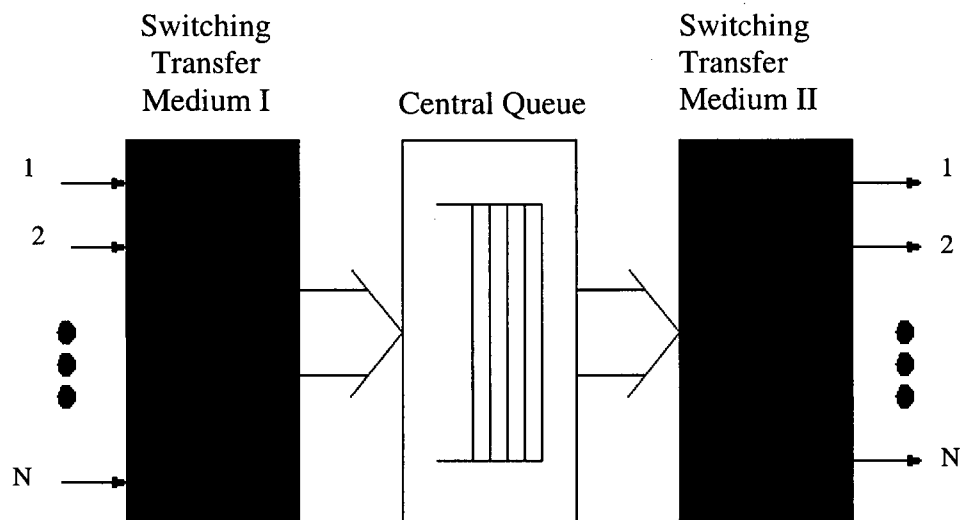 Switching
Transfer
Medium I
Central Queue
Switching
Transfer
Medium II
1
2
N
1
2
N